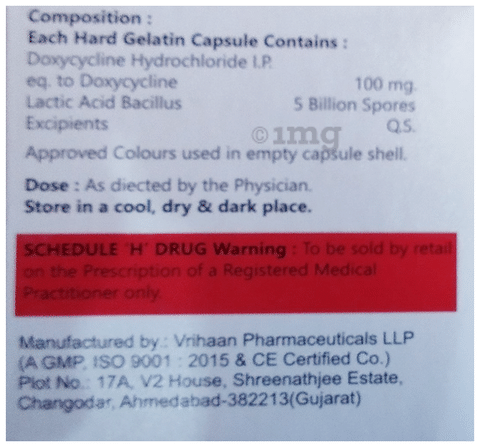 Composition :
Each Hard Gelatin Capsule Contains :
Doxycycline Hydrochloride I.P.
eq. to Doxycycline 100 mg.
Lactic Acid Bacillus 5 Billion Spores
Excipients Q.S.
©1mg
Approved Colours used in empty capsule shell.
Dose : As diected by the Physician.
Store in a cool, dry & dark place.
SCHEDULE 'H' DRUG Warning : To be sold by retail
on the Prescription of a Registered Medical
Practitioner only.
Manufactured by.: Vrihaan Pharmaceuticals LLP
(A GMP, ISO 9001 : 2015 & CE Certified Co.)
Plot No.: 17A, V2 House, Shreenathjee Estate,
Changodar, Ahmedabad-382213(Gujarat)